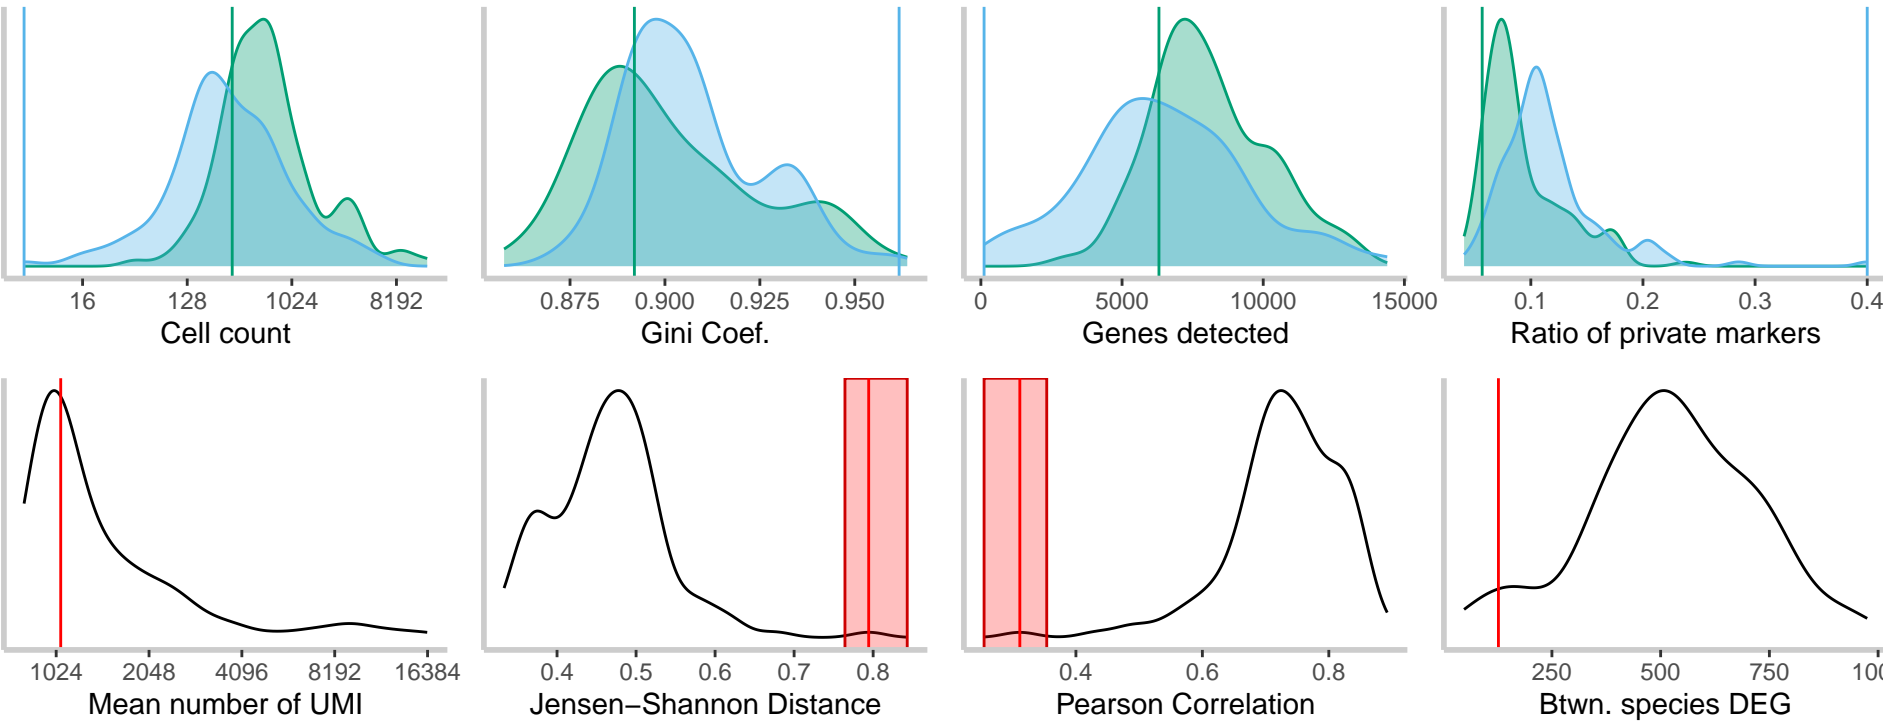 16 128 1024 8192
Cell count
0.875 0.900 0.925 0.950
Gini Coef.
0 5000 10000 15000
Genes detected
0.1 0.2 0.3 0.4
Ratio of private markers
1024 2048 4096 8192 16384
Mean number of UMI
0.4 0.5 0.6 0.7 0.8
Jensen−Shannon Distance
0.4 0.6 0.8
Pearson Correlation
250 500 750 100
Btwn. species DEG